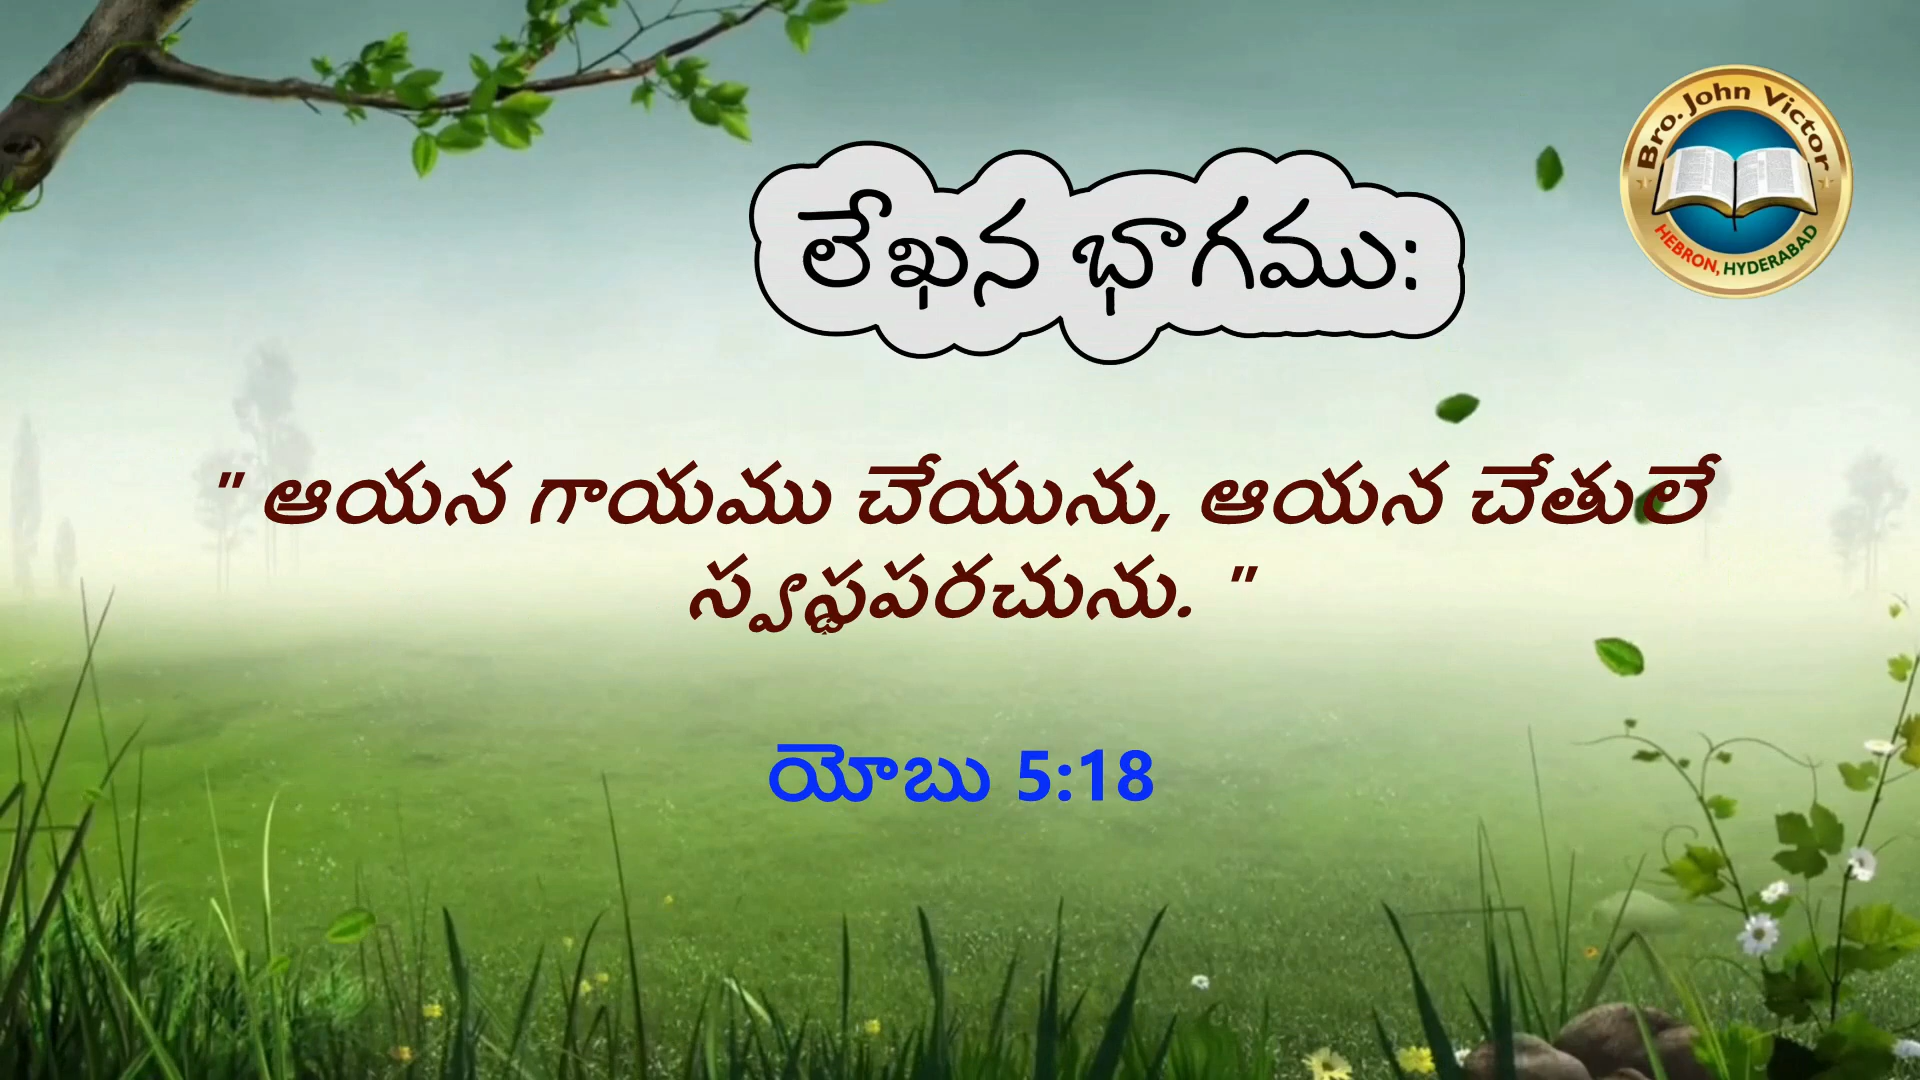 Bro. John Victor
HEBRON, HYDERABAD
లేఖన భాగము:
" ఆయన గాయము చేయును, ఆయన చేతులే
స్వస్థపరచును. "
యోబు 5:18